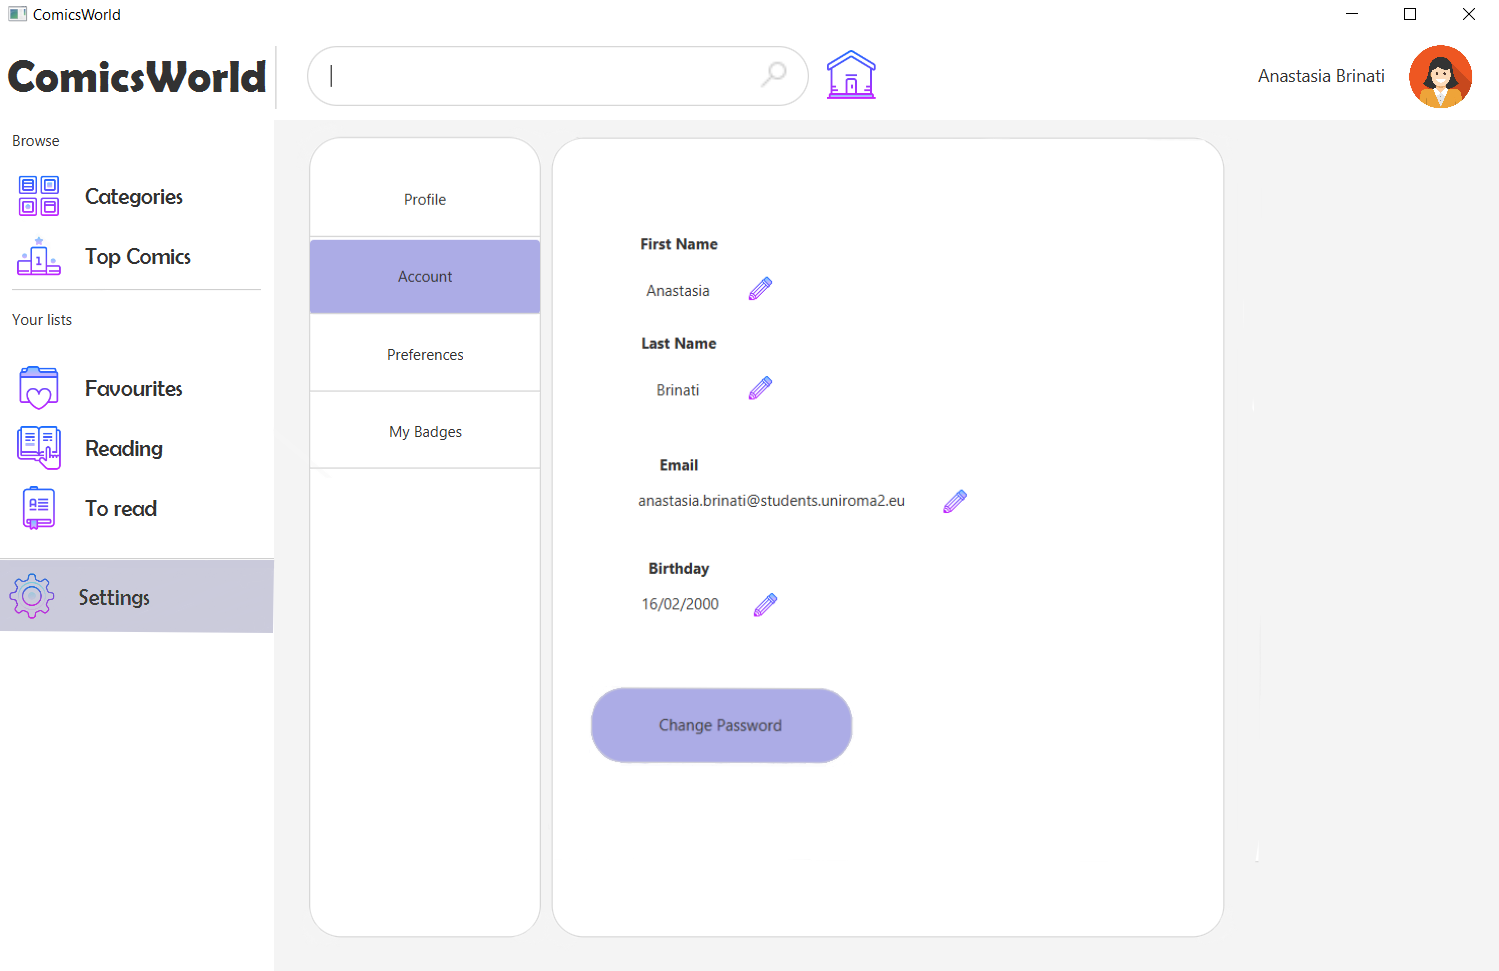 ComicsWorld
ComicsWorld
Anastasia Brinati
Browse
Categories
Top Comics
1
Your lists
Favourites
Reading
To read
Settings
Profile
Account
Preferences
My Badges
First Name
Anastasia
Last Name
Brinati
Email
anastasia.brinati@students.uniroma2.eu
Birthday
16/02/2000
Change Password